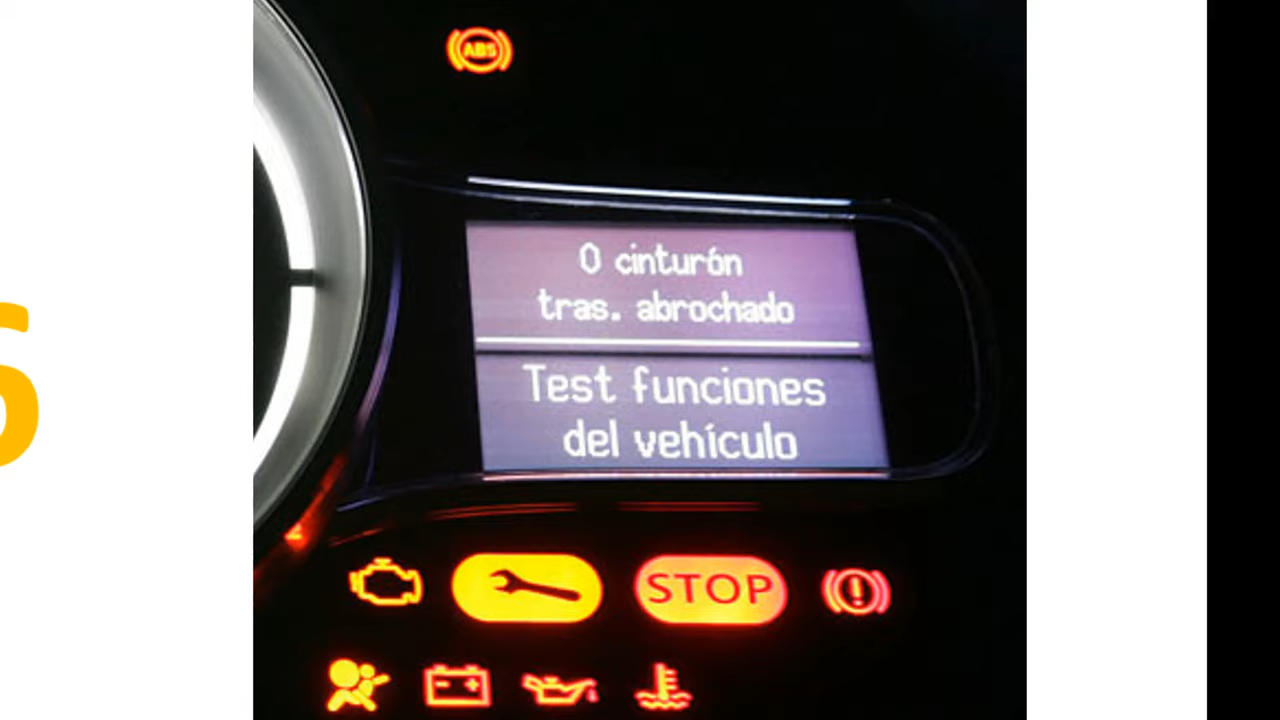 ABS
0 cinturón
tras. abrochado
Test funciones
del vehículo
STOP